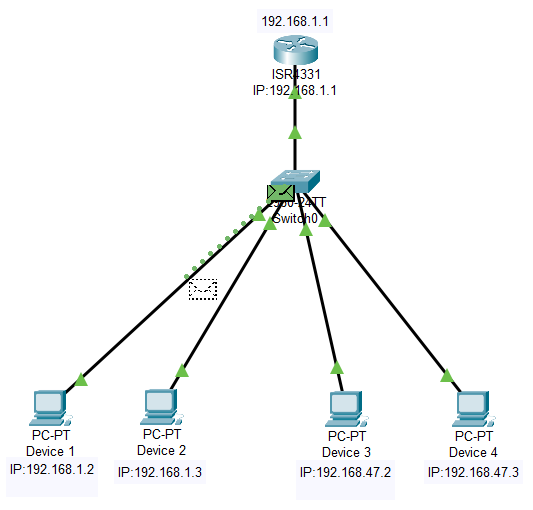 192.168.1.1
ISR4331
IP:192.168.1.1
2960-24TT
Switch0
PC-PT
Device 1
IP:192.168.1.2
PC-PT
Device 2
IP:192.168.1.3
PC-PT
Device 3
IP:192.168.47.2
PC-PT
Device 4
IP:192.168.47.3